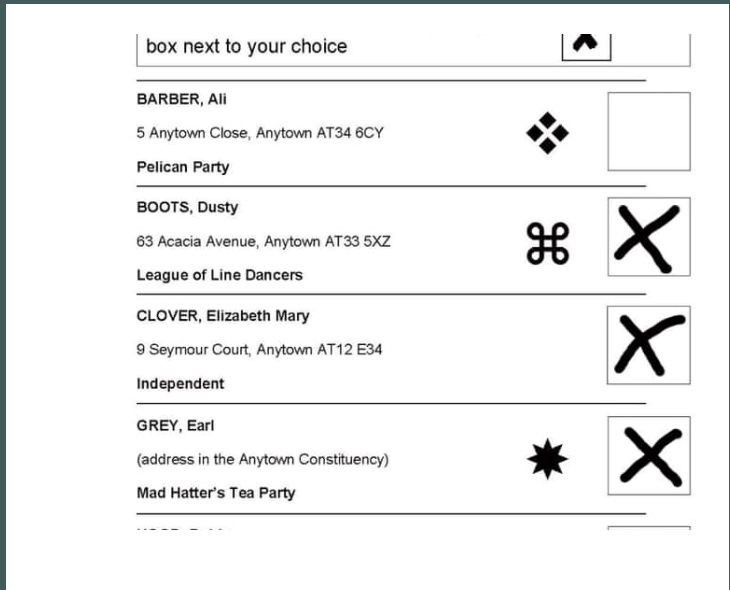 box next to your choice
BARBER, Ali
5 Anytown Close, Anytown AT34 6CY
Pelican Party
BOOTS, Dusty
63 Acacia Avenue, Anytown AT33 5XZ
League of Line Dancers
CLOVER, Elizabeth Mary
9 Seymour Court, Anytown AT12 E34
Independent
GREY, Earl
(address in the Anytown Constituency)
Mad Hatter's Tea Party